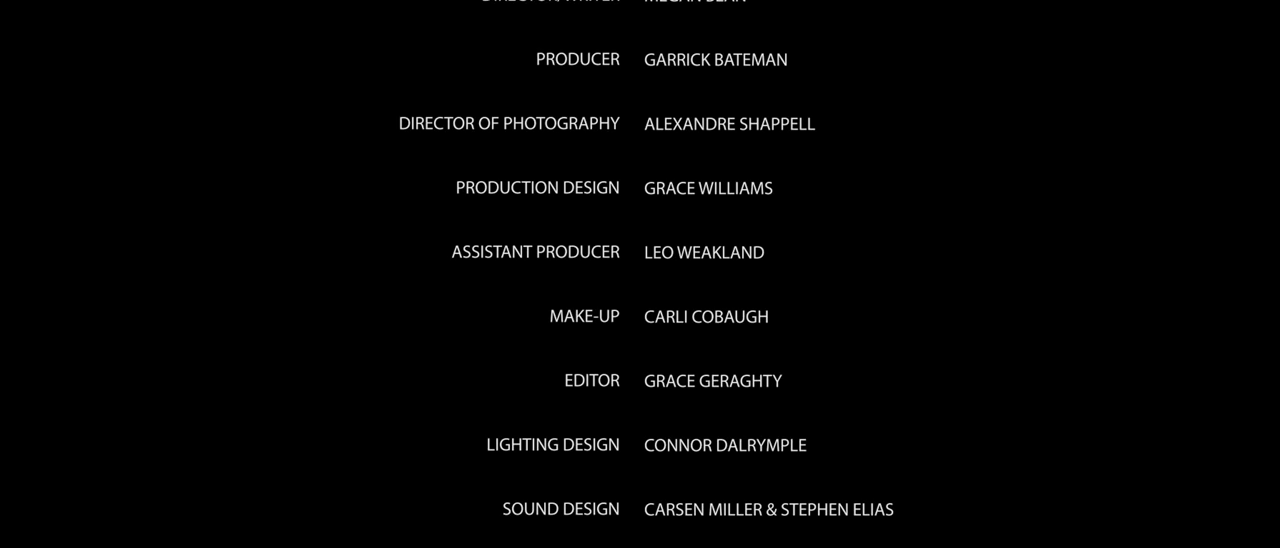 PRODUCER GARRICK BATEMAN
DIRECTOR OF PHOTOGRAPHY ALEXANDRE SHAPPELL
PRODUCTION DESIGN GRACE WILLIAMS
ASSISTANT PRODUCER LEO WEAKLAND
MAKE-UP CARLI COBAUGH
EDITOR GRACE GERAGHTY
LIGHTING DESIGN CONNOR DALRYMPLE
SOUND DESIGN CARSEN MILLER & STEPHEN ELIAS